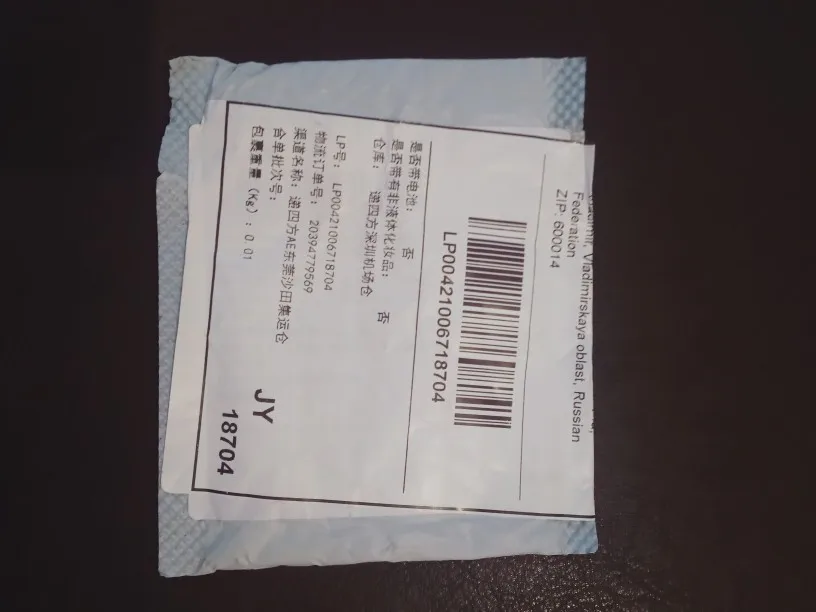 Vladimir, Vladimirskaya oblast, Russian
Federation
ZIP: 600014
LP00421006718704
是否带电池： 否
是否带有非液体化妆品： 否
仓库： 递四方深圳机场仓
LP号： LP00421006718704
物流订单号： 20394779569
渠道名称：递四方AE东莞沙田集运仓
合单批次号：
包裹重量（Kg）：0.01
JY
18704